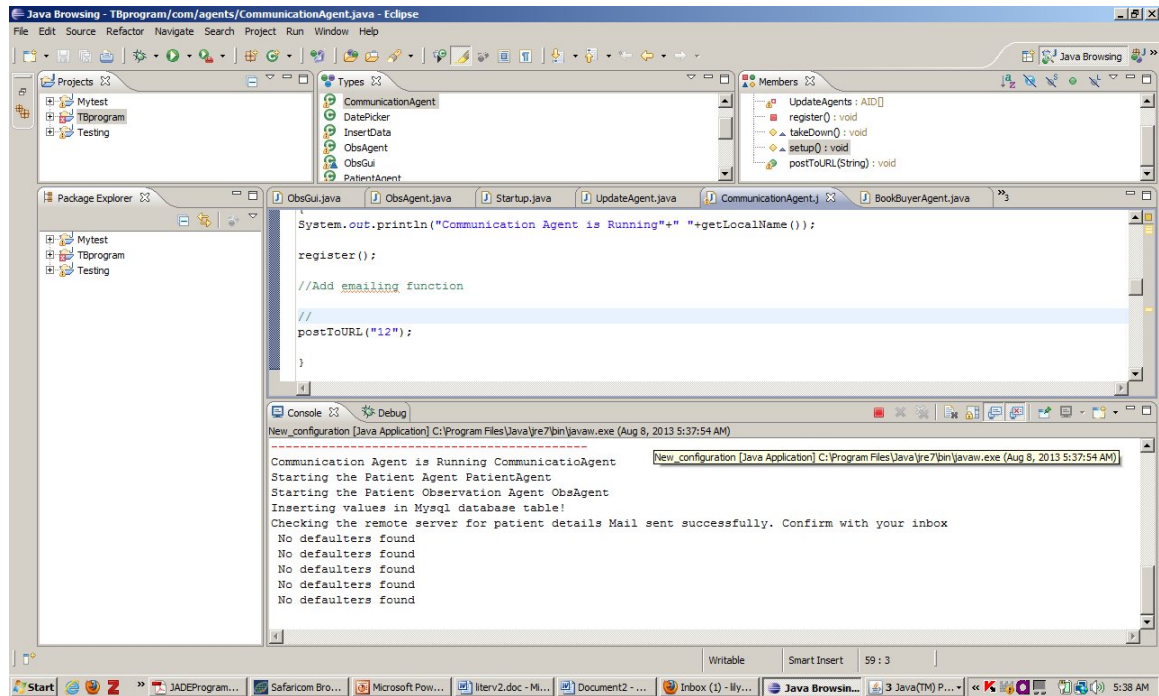 Java Browsing - TBprogram/com/agents/CommunicationAgent.java - Eclipse
File Edit Source Refactor Navigate Search Project Run Window Help
Java Browsing »
Projects
Mytest
TBprogram
Testing
Types
CommunicationAgent
DatePicker
InsertData
ObsAgent
ObsGui
PatientAgent
Members
UpdateAgents : AID[]
register() : void
takeDown() : void
setup() : void
postToURL(String) : void
Package Explorer
Mytest
TBprogram
Testing
ObsGui.java ObsAgent.java Startup.java UpdateAgent.java CommunicationAgent.j BookBuyerAgent.java »3
{
System.out.println("Communication Agent is Running"+" "+getLocalName());
register();
//Add emailing function
//
postToURL("12");
}
Console Debug
New_configuration [Java Application] C:\Program Files\Java\jre7\bin\javaw.exe (Aug 8, 2013 5:37:54 AM)
New_configuration [Java Application] C:\Program Files\Java\jre7\bin\javaw.exe (Aug 8, 2013 5:37:54 AM)
Communication Agent is Running CommunicatioAgent
Starting the Patient Agent PatientAgent
Starting the Patient Observation Agent ObsAgent
Inserting values in Mysql database table!
Checking the remote server for patient details Mail sent successfully. Confirm with your inbox
No defaulters found
No defaulters found
No defaulters found
No defaulters found
No defaulters found
Writable Smart Insert 59 : 3
Start » JADEProgram... Safaricom Bro... Microsoft Pow... literv2.doc - Mi... Document2 - ... Inbox (1) - lily... Java Browsin... 3 Java(TM) P... « 5:38 AM